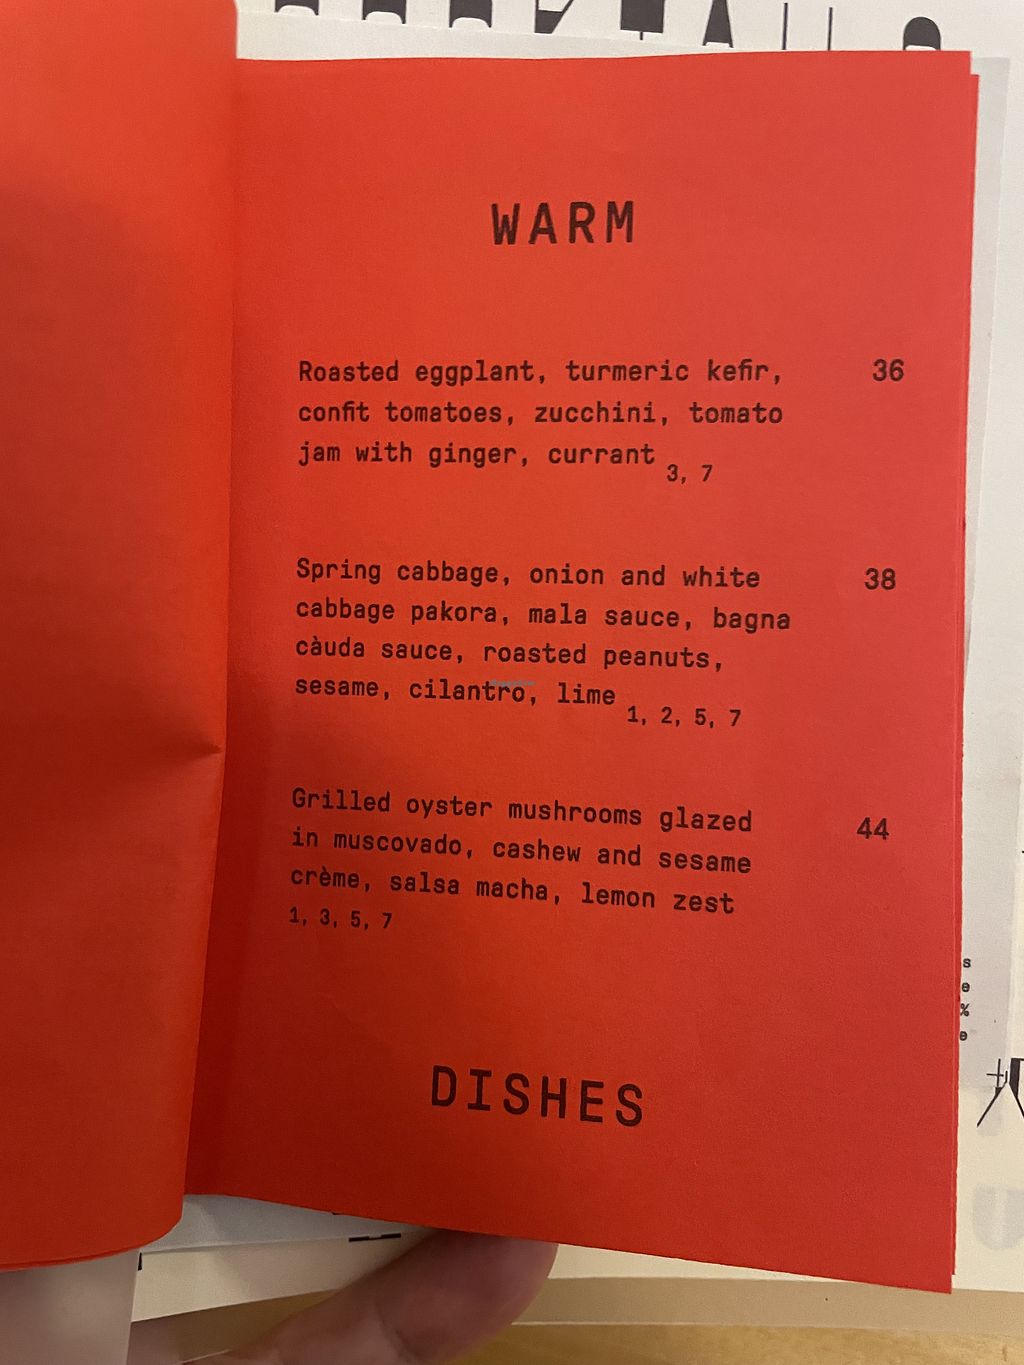 WARM
Roasted eggplant, turmeric kefir, 36
confit tomatoes, zucchini, tomato
jam with ginger, currant 3, 7
Spring cabbage, onion and white 38
cabbage pakora, mala sauce, bagna
càuda sauce, roasted peanuts,
sesame, cilantro, lime 1, 2, 5, 7
Grilled oyster mushrooms glazed 44
in muscovado, cashew and sesame
crème, salsa macha, lemon zest
1, 3, 5, 7
DISHES
s
e
%
e